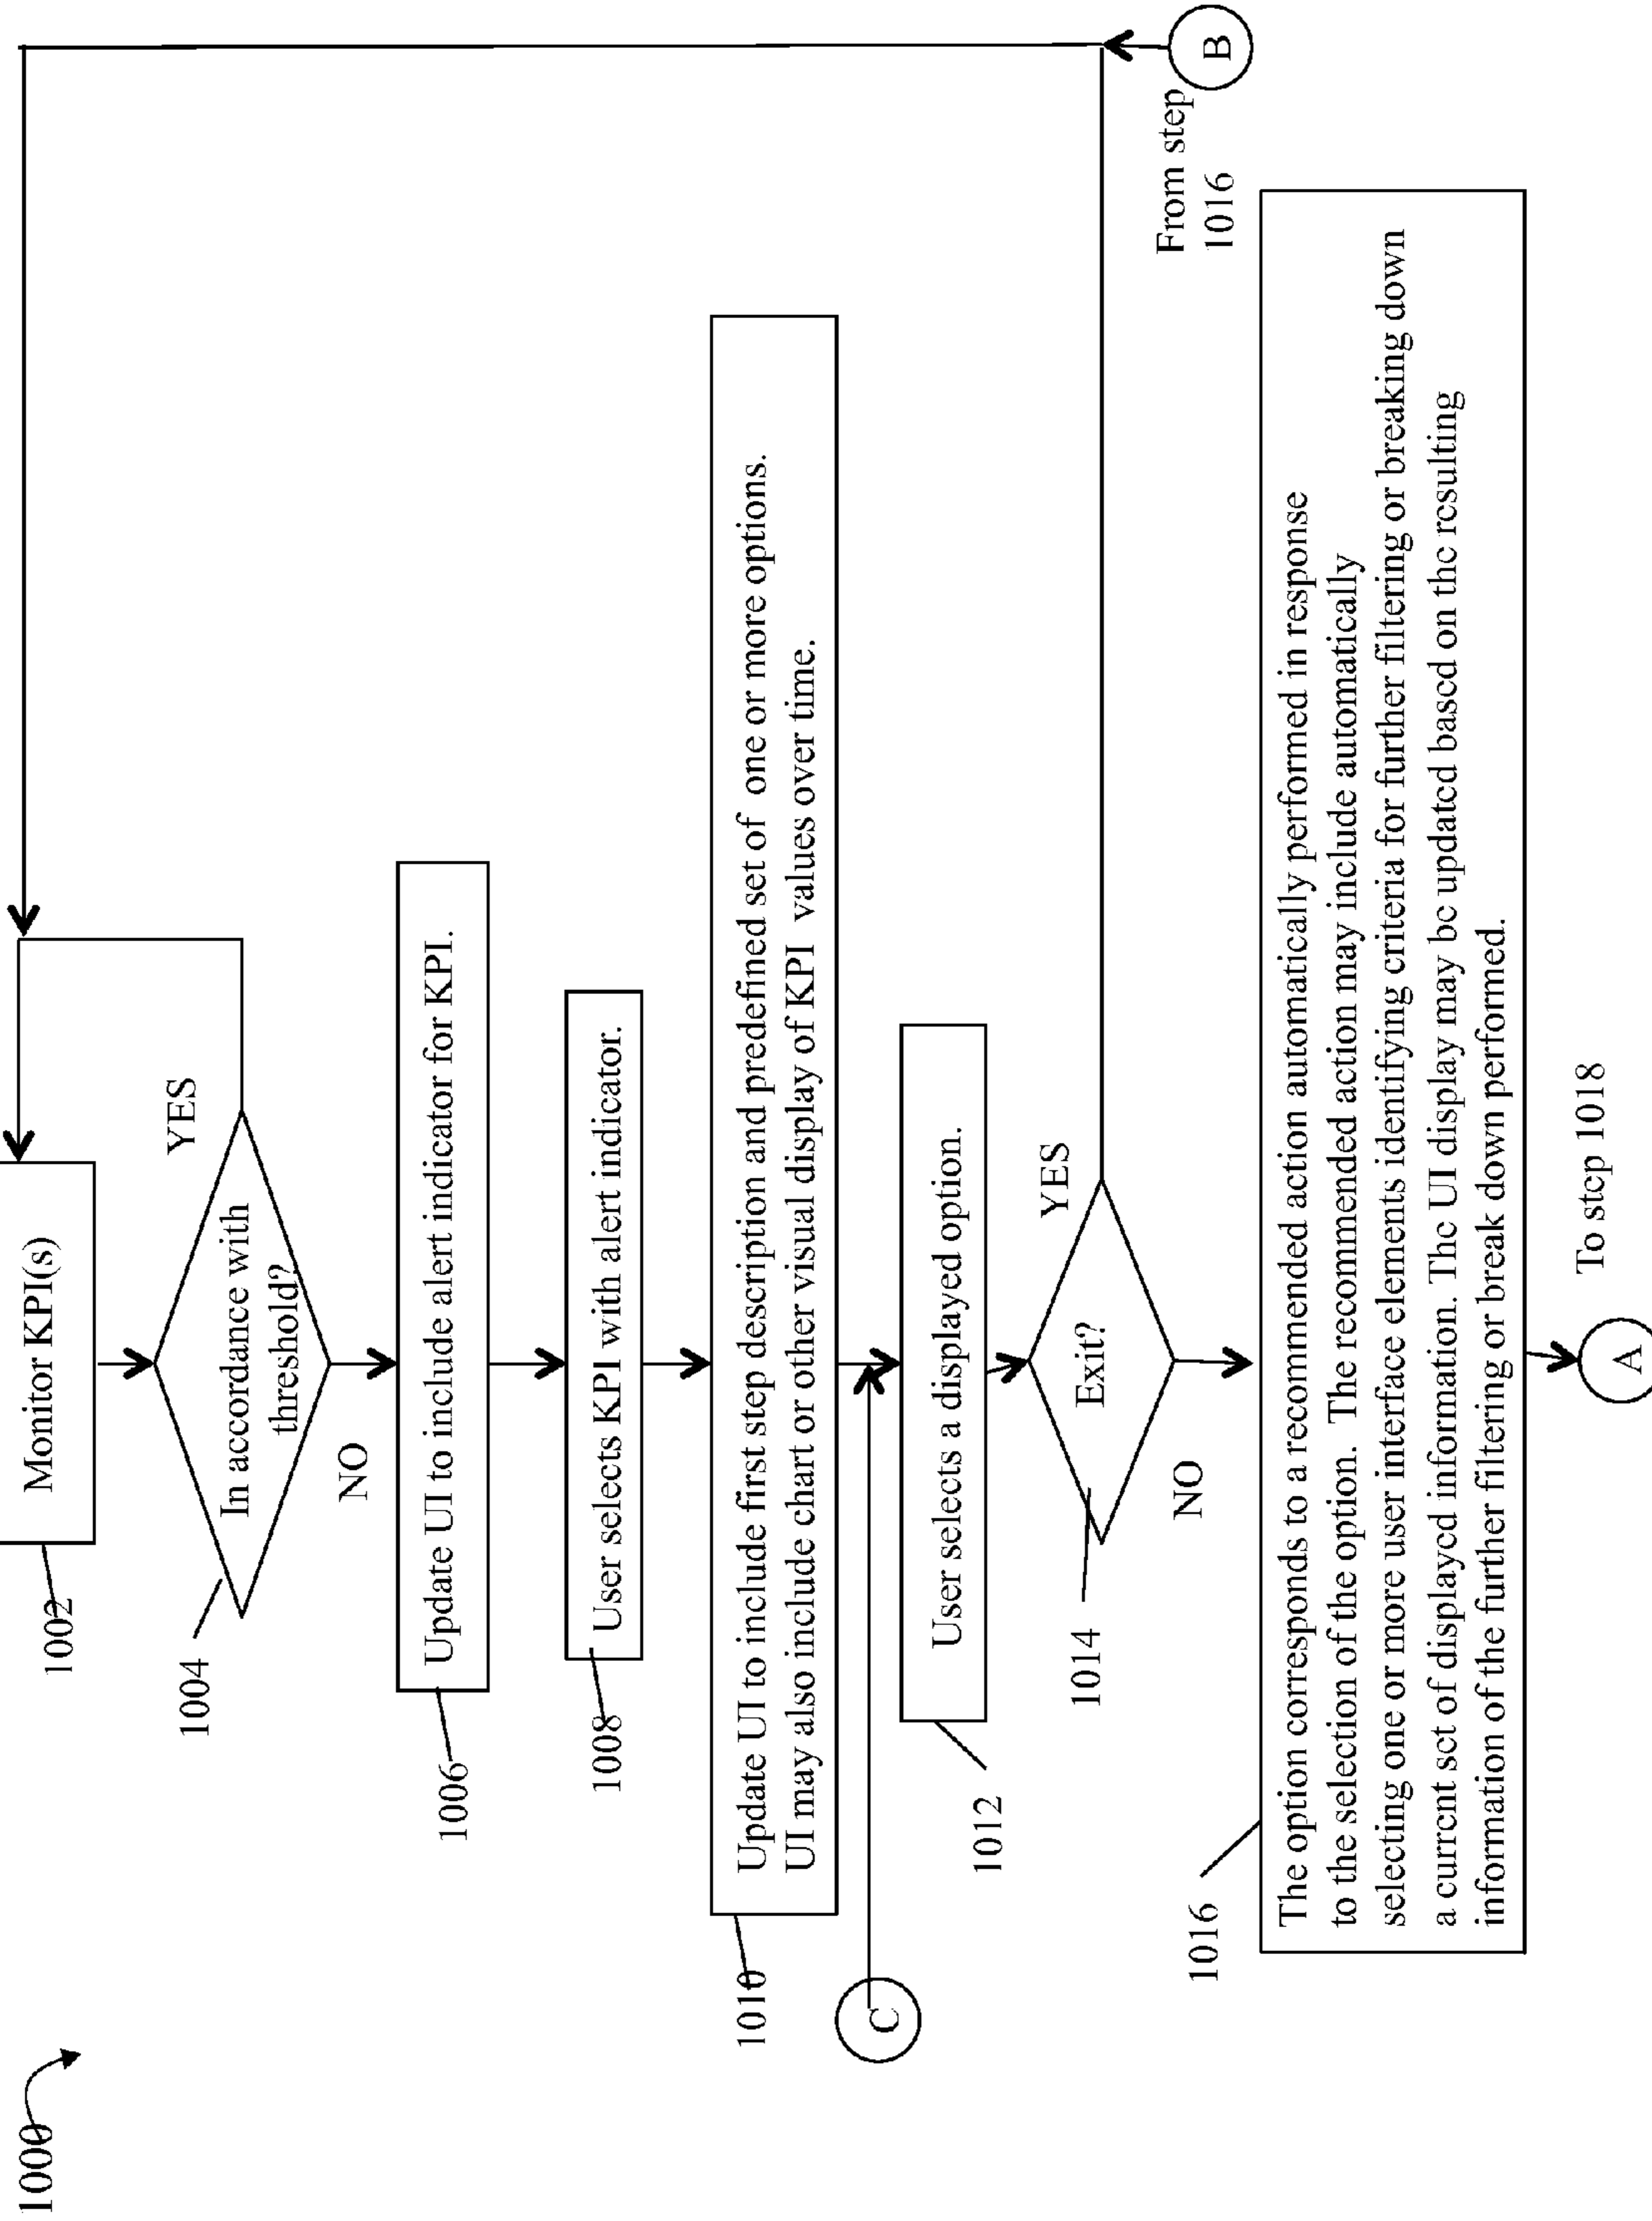 1000
Monitor KPI(s)
1002
In accordance with
threshold?
YES
1004
NO
Update UI to include alert indicator for KPI.
1006
User selects KPI with alert indicator.
1008
Update UI to include first step description and predefined set of one or more options.
UI may also include chart or other visual display of KPI values over time.
1010
C
User selects a displayed option.
1012
Exit?
YES
1014
NO
From step
1016
B
The option corresponds to a recommended action automatically performed in response
to the selection of the option. The recommended action may include automatically
selecting one or more user interface elements identifying criteria for further filtering or breaking down
a current set of displayed information. The UI display may be updated based on the resulting
information of the further filtering or break down performed.
1016
To step 1018
A